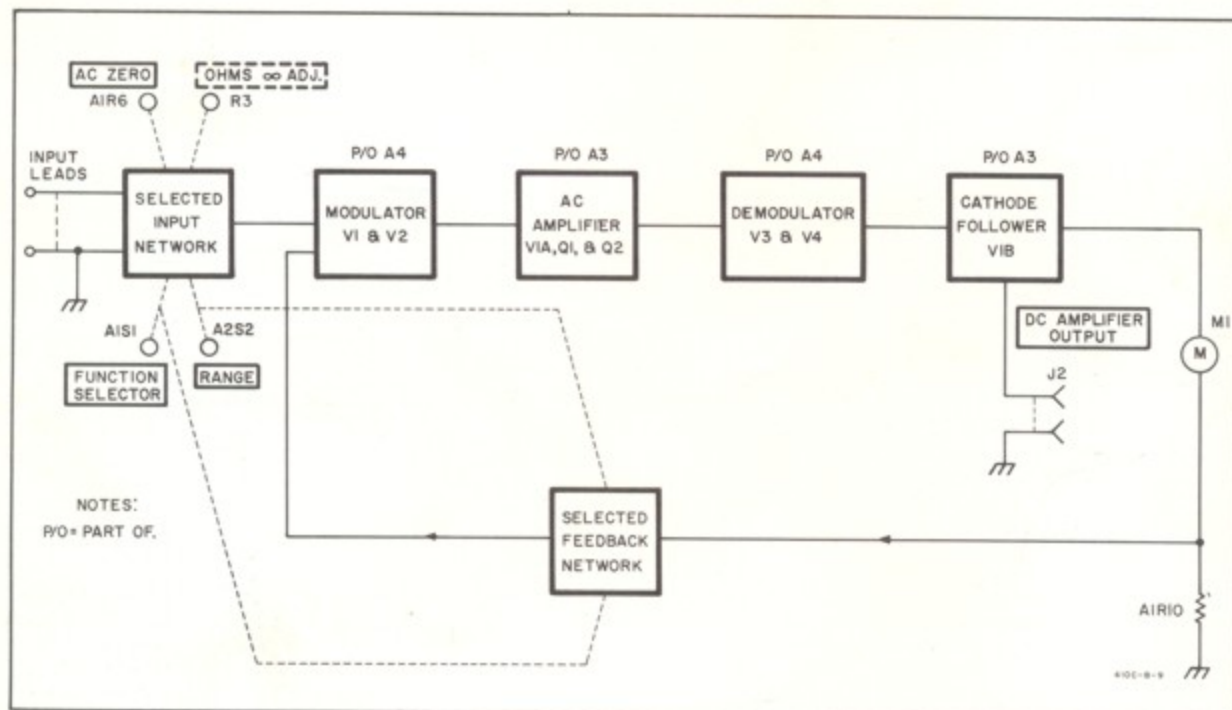 AC ZERO
A1R6
OHMS ∞ ADJ.
R3
INPUT
LEADS
SELECTED
INPUT
NETWORK
P/O A4
MODULATOR
V1 & V2
P/O A3
AC
AMPLIFIER
V1A, Q1, & Q2
P/O A4
DEMODULATOR
V3 & V4
P/O A3
CATHODE
FOLLOWER
V1B
A1S1
FUNCTION
SELECTOR
A2S2
RANGE
DC AMPLIFIER
OUTPUT
J2
M1
M
NOTES:
P/O = PART OF.
SELECTED
FEEDBACK
NETWORK
A1R10
410C-B-9